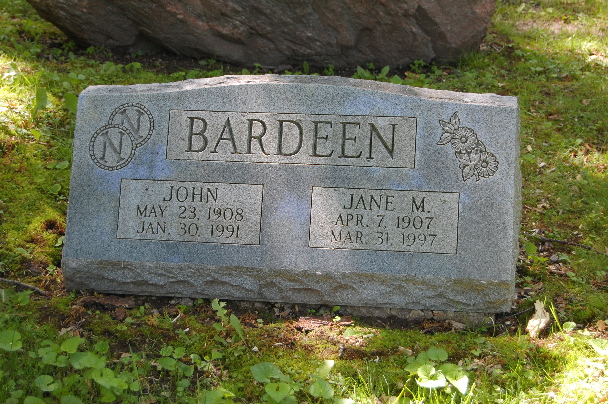 N N
BARDEEN
JOHN
MAY 23, 1908
JAN. 30, 1991
JANE M.
APR. 7, 1907
MAR. 31, 1997